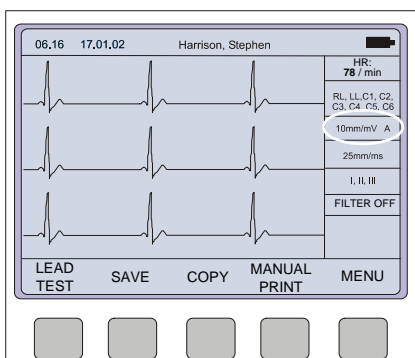 06.16 17.01.02 Harrison, Stephen
HR:
78 / min
RL, LL,C1, C2,
C3, C4, C5, C6
10mm/mV A
25mm/ms
I, II, III
FILTER OFF
LEAD TEST
SAVE
COPY
MANUAL PRINT
MENU